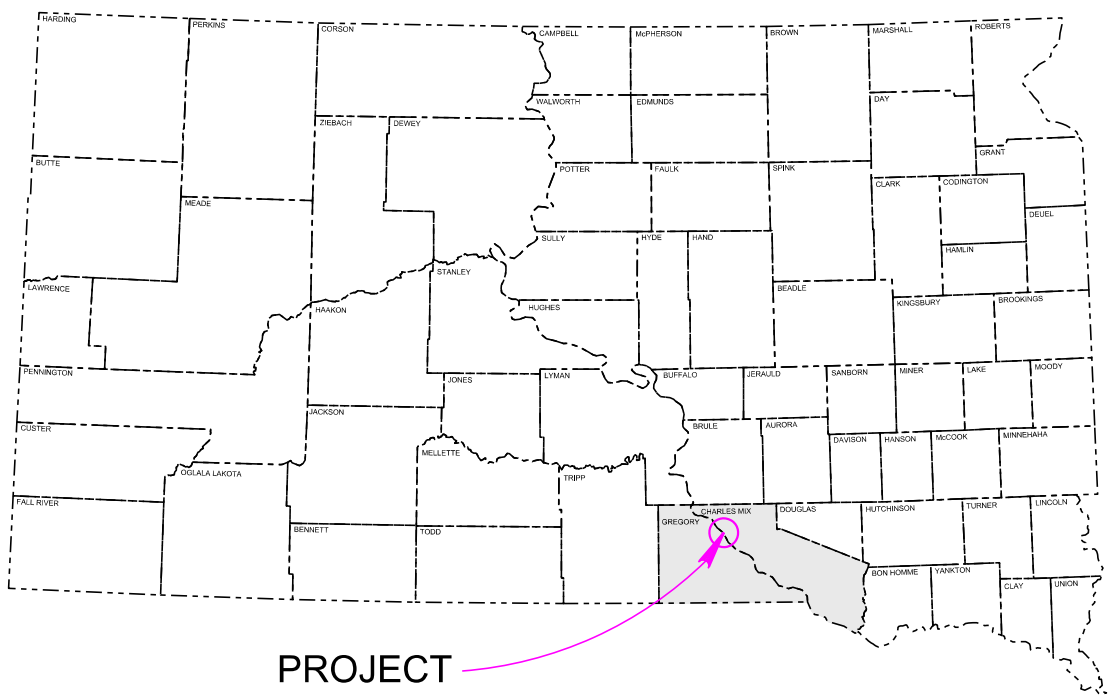 HARDING
PERKINS
CORSON
CAMPBELL
McPHERSON
BROWN
MARSHALL
ROBERTS
WALWORTH
EDMUNDS
DAY
ZIEBACH
DEWEY
GRANT
BUTTE
POTTER
FAULK
SPINK
CLARK
CODINGTON
MEADE
DEUEL
SULLY
HYDE
HAND
HAMLIN
STANLEY
LAWRENCE
BEADLE
HAAKON
HUGHES
KINGSBURY
BROOKINGS
PENNINGTON
JONES
LYMAN
BUFFALO
JERAULD
SANBORN
MINER
LAKE
MOODY
JACKSON
CUSTER
BRULE
AURORA
DAVISON
HANSON
McCOOK
MINNEHAHA
MELLETTE
OGLALA LAKOTA
TRIPP
FALL RIVER
GREGORY
CHARLES MIX
DOUGLAS
HUTCHINSON
TURNER
LINCOLN
BENNETT
TODD
BON HOMME
YANKTON
CLAY
UNION
PROJECT